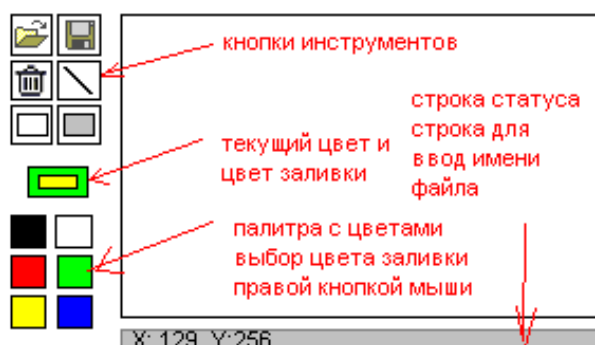 кнопки инструментов
строка статуса
строка для
ввод имени
файла
текущий цвет и
цвет заливки
палитра с цветами
выбор цвета заливки
правой кнопкой мыши
X: 129 Y:256